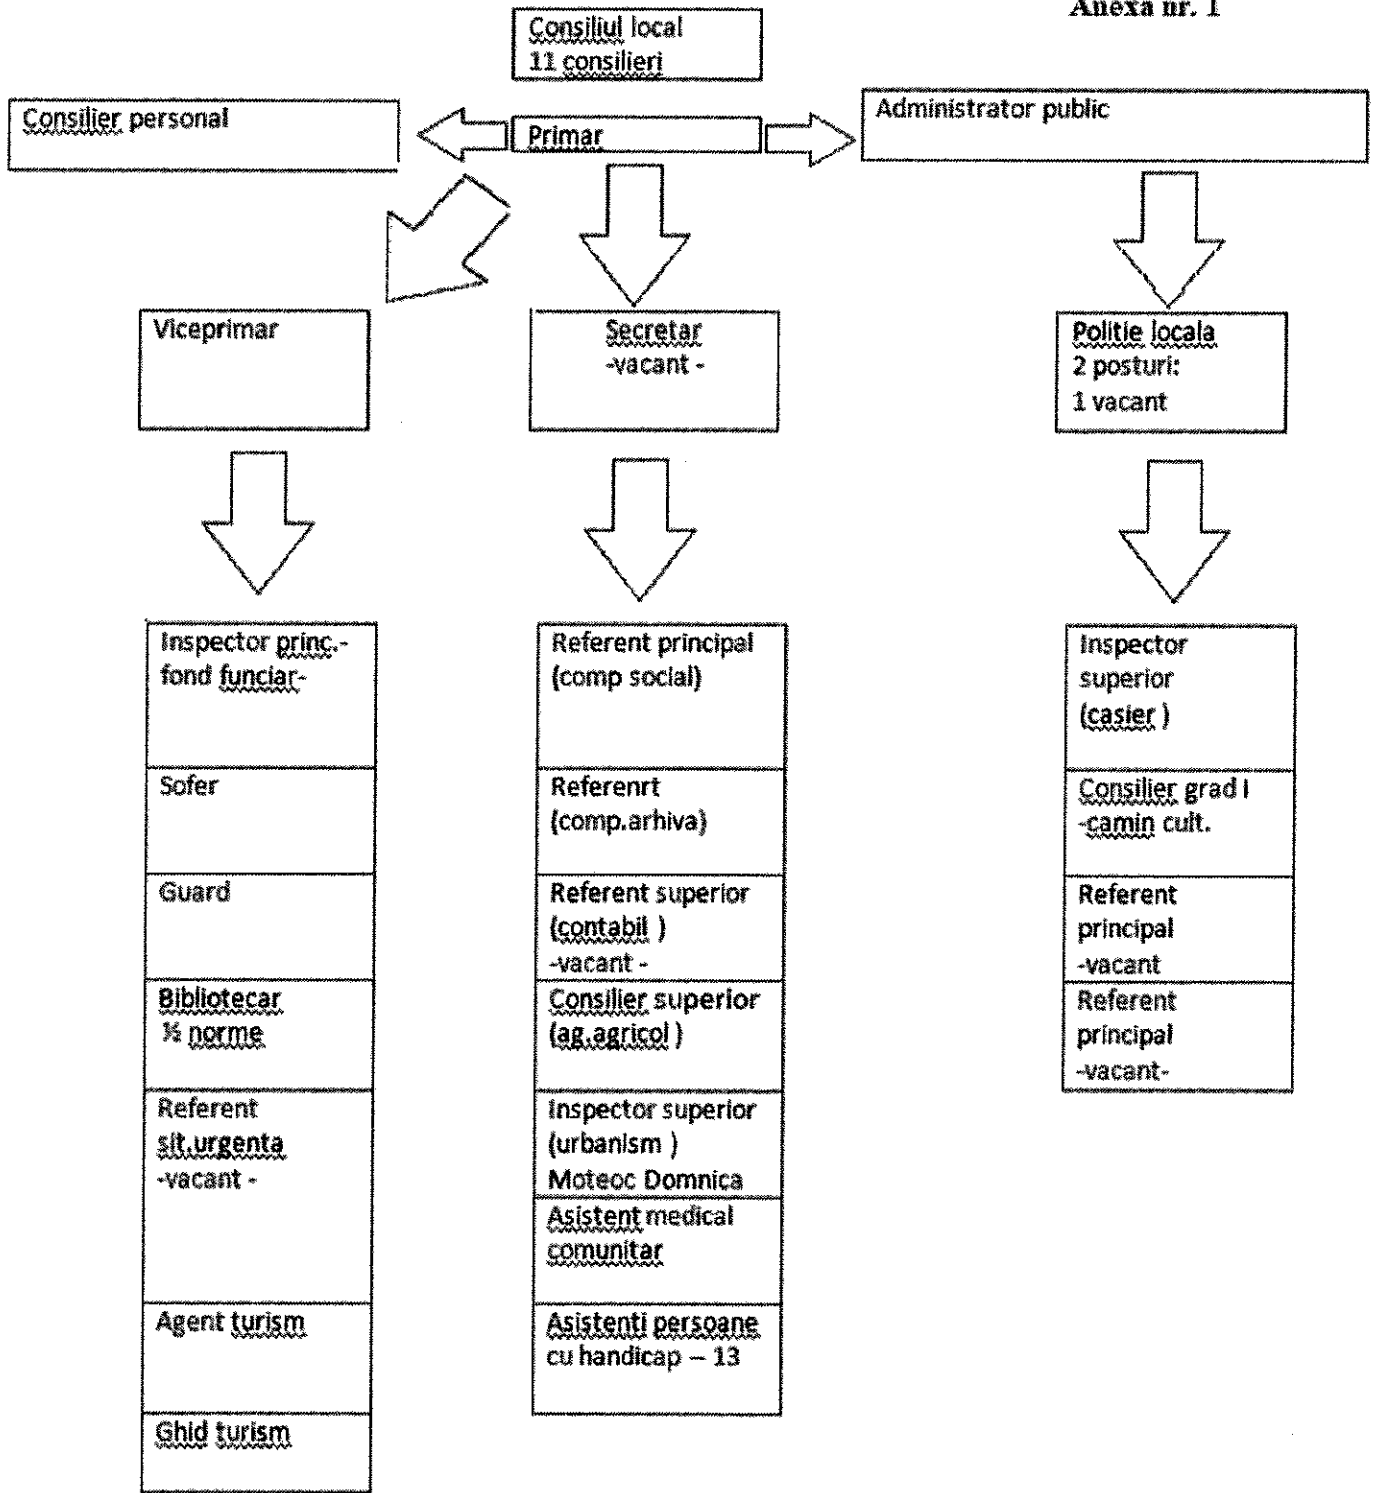 Anexa nr. 1
Consiliul local
11 consilieri
Consilier personal
Primar
Administrator public
Viceprimar
Secretar
-vacant -
Politie locala
2 posturi:
1 vacant
Inspector princ.-
fond funciar-
Sofer
Guard
Bibliotecar
½ norme
Referent
sit.urgenta
-vacant -
Agent turism
Ghid turism
Referent principal
(comp social)
Referenrt
(comp.arhiva)
Referent superior
(contabil )
-vacant -
Consilier superior
(ag.agricol )
Inspector superior
(urbanism )
Moteoc Domnica
Asistent medical
comunitar
Asistenti persoane
cu handicap – 13
Inspector
superior
(casier )
Consilier grad I
-camin cult.
Referent
principal
-vacant
Referent
principal
-vacant-